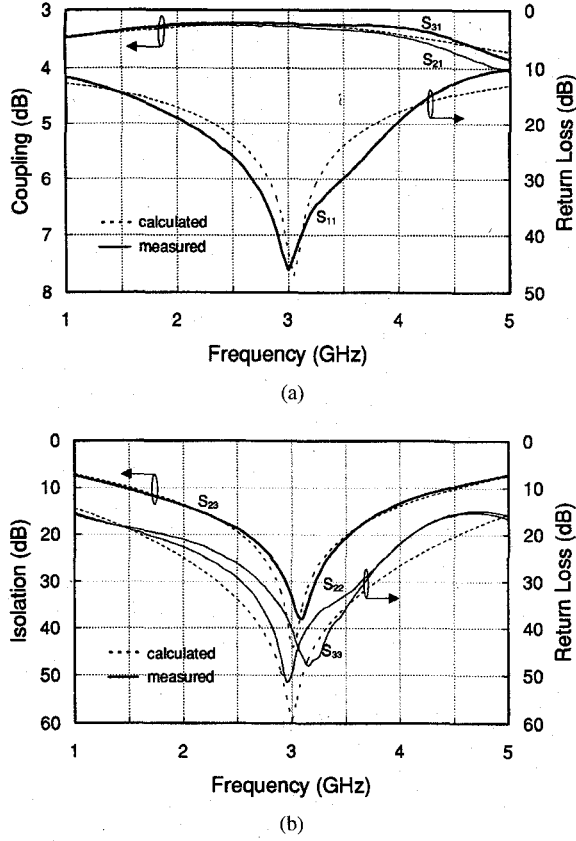 3
4
5
6
7
8
Coupling (dB)
0
10
20
30
40
50
Return Loss (dB)
S31
S21
S11
calculated
measured
1
2
3
4
5
Frequency (GHz)
(a)
0
10
20
30
40
50
60
Isolation (dB)
0
10
20
30
40
50
60
Return Loss (dB)
S23
S22
S33
calculated
measured
1
2
3
4
5
Frequency (GHz)
(b)